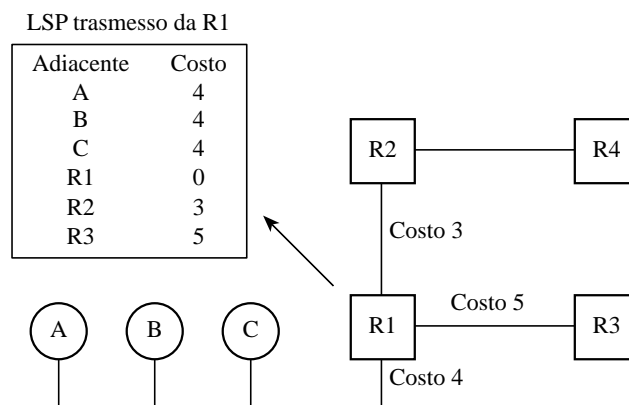 LSP trasmesso da R1
Adiacente Costo
A 4
B 4
C 4
R1 0
R2 3
R3 5
R2 R4
Costo 3
A B C R1 Costo 5 R3
Costo 4